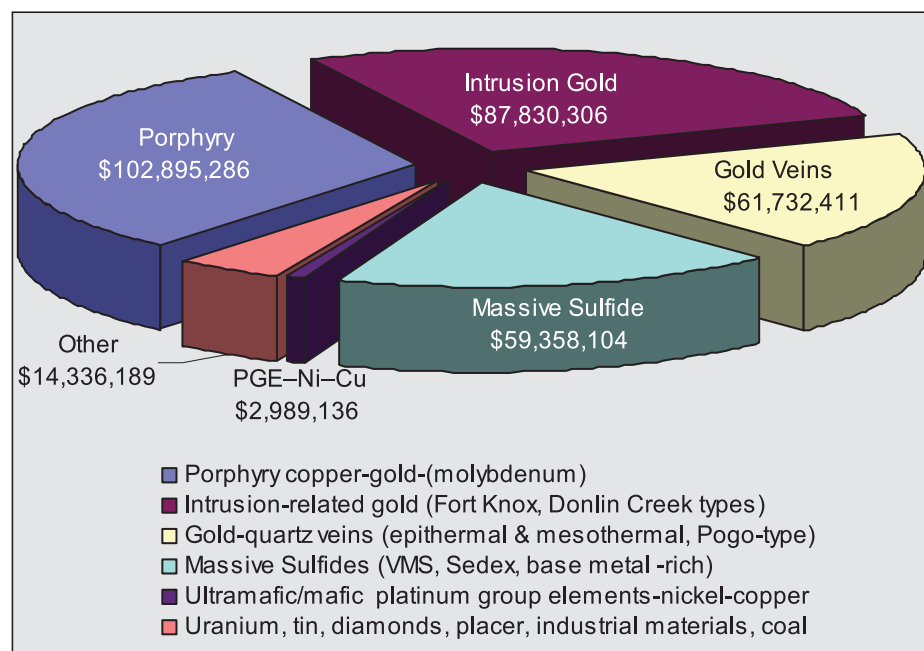 Intrusion Gold
$87,830,306
Porphyry
$102,895,286
Gold Veins
$61,732,411
Massive Sulfide
$59,358,104
Other
$14,336,189
PGE–Ni–Cu
$2,989,136
Porphyry copper-gold-(molybdenum)
Intrusion-related gold (Fort Knox, Donlin Creek types)
Gold-quartz veins (epithermal & mesothermal, Pogo-type)
Massive Sulfides (VMS, Sedex, base metal -rich)
Ultramafic/mafic platinum group elements-nickel-copper
Uranium, tin, diamonds, placer, industrial materials, coal